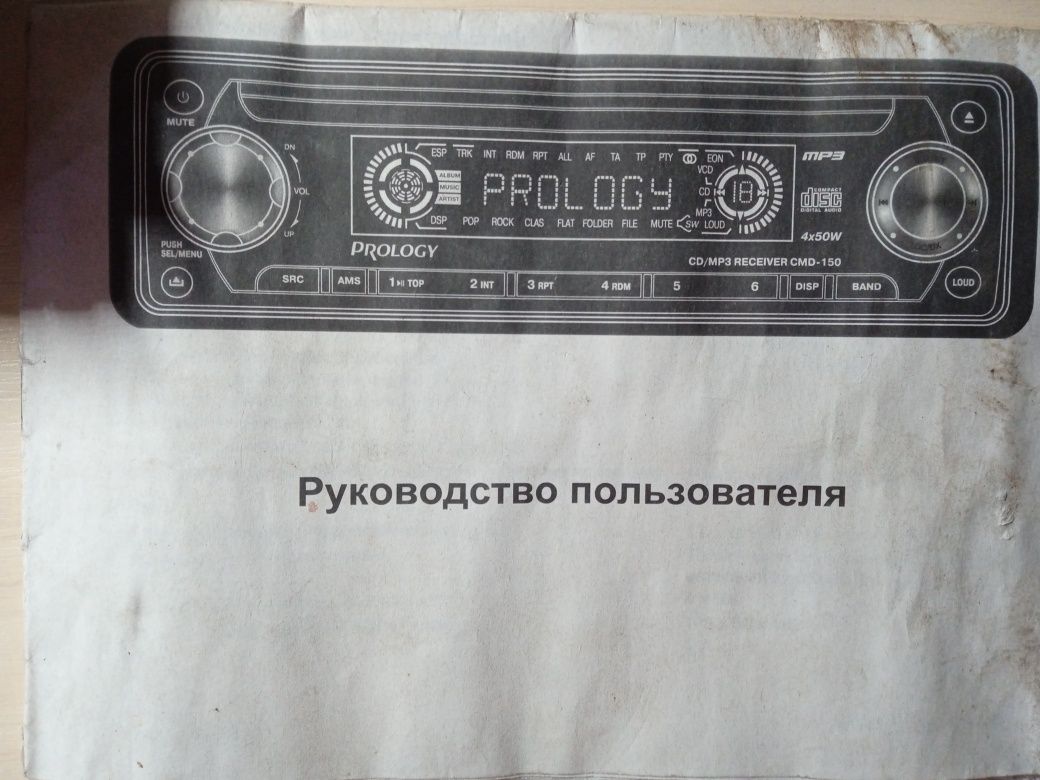 MUTE
DN
VOL
UP
PUSH
SEL/MENU
ESP TRK INT RDM RPT ALL AF TA TP PTY EON
VCD
CD
MP3
ALBUM
MUSIC
ARTIST
PROLOGY
18
DSP POP ROCK CLAS FLAT FOLDER FILE MUTE SW LOUD
PROLOGY
CD/MP3 RECEIVER CMD-150
MP3
COMPACT
disc
DIGITAL AUDIO
4x50W
SRC AMS 1 TOP 2 INT 3 RPT 4 RDM 5 6 DISP BAND
LOUD
Руководство пользователя